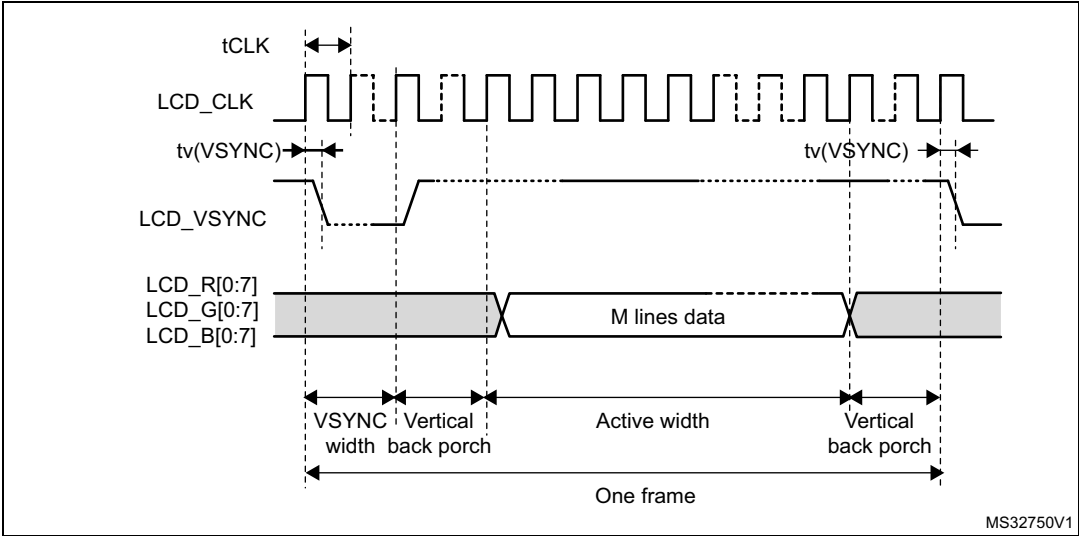 tCLK
LCD_CLK
tv(VSYNC)
tv(VSYNC)
LCD_VSYNC
LCD_R[0:7]
LCD_G[0:7]
LCD_B[0:7]
M lines data
VSYNC width
Vertical back porch
Active width
Vertical back porch
One frame
MS32750V1